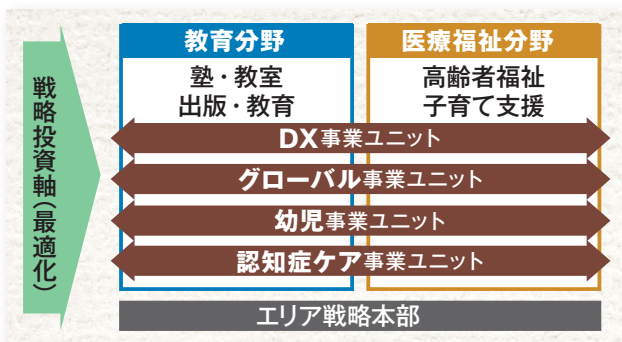 戦略投資軸(最適化)
教育分野
塾・教室
出版・教育
医療福祉分野
高齢者福祉
子育て支援
DX事業ユニット
グローバル事業ユニット
幼児事業ユニット
認知症ケア事業ユニット
エリア戦略本部